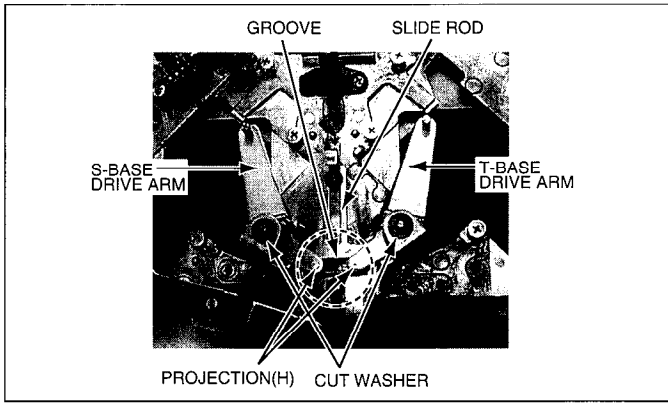 GROOVE
SLIDE ROD
S-BASE
DRIVE ARM
T-BASE
DRIVE ARM
PROJECTION(H)
CUT WASHER